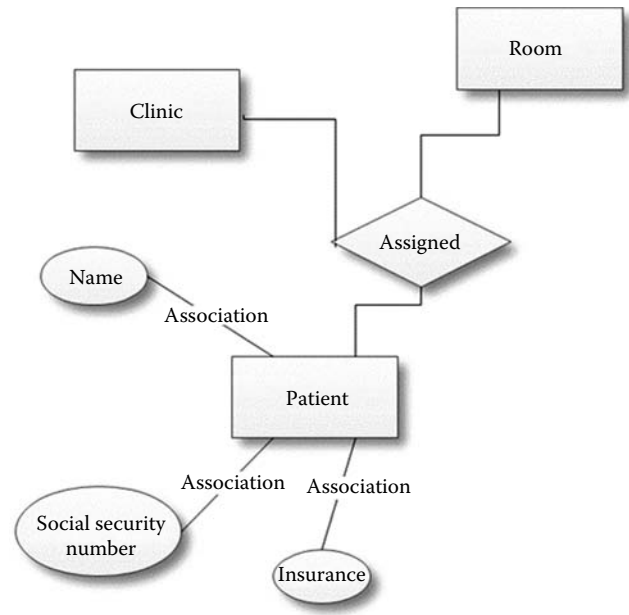 Room
Clinic
Assigned
Name
Association
Patient
Association
Association
Social security
number
Insurance